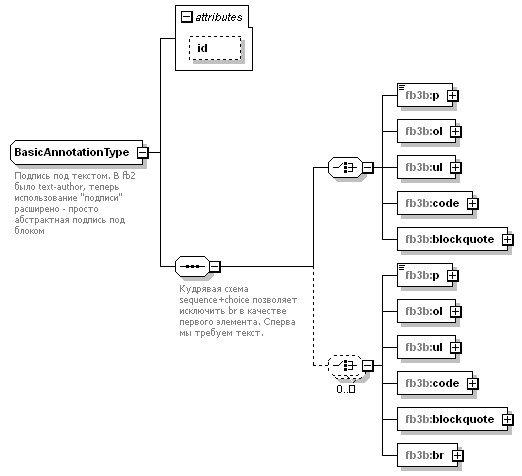 attributes
id
BasicAnnotationType
Подпись под текстом. В fb2
было text-author, теперь
использование "подписи"
расширено - просто
абстрактная подпись под
блоком
Кудрявая схема
sequence+choice позволяет
исключить br в качестве
первого элемента. Сперва
мы требуем текст.
fb3b:p
fb3b:ol
fb3b:ul
fb3b:code
fb3b:blockquote
0..
fb3b:p
fb3b:ol
fb3b:ul
fb3b:code
fb3b:blockquote
fb3b:br